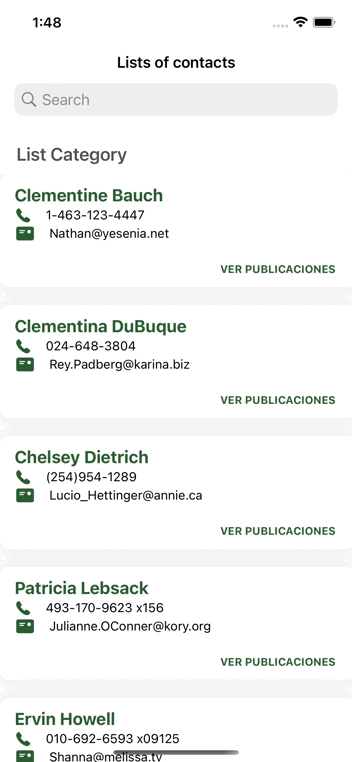 1:48
Lists of contacts
Search
List Category
Clementine Bauch
1-463-123-4447
Nathan@yesenia.net
VER PUBLICACIONES
Clementina DuBuque
024-648-3804
Rey.Padberg@karina.biz
VER PUBLICACIONES
Chelsey Dietrich
(254)954-1289
Lucio_Hettinger@annie.ca
VER PUBLICACIONES
Patricia Lebsack
493-170-9623 x156
Julianne.OConner@kory.org
VER PUBLICACIONES
Ervin Howell
010-692-6593 x09125
Shanna@melissa.tv